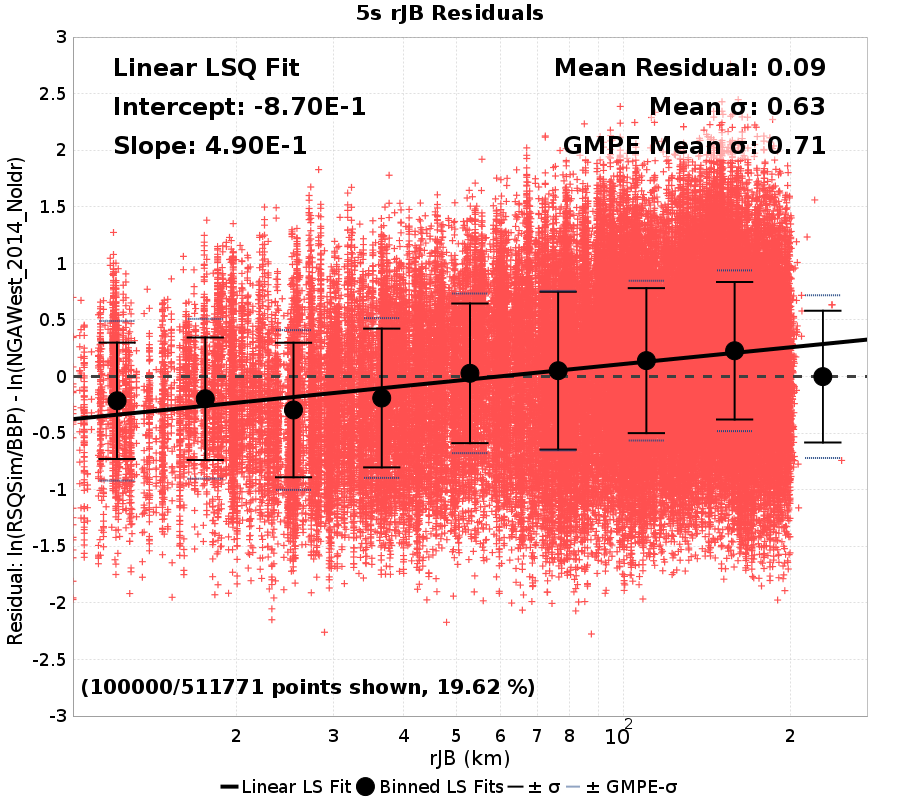 5s rJB Residuals
Linear LSQ Fit
Intercept: -8.70E-1
Slope: 4.90E-1
Mean Residual: 0.09
Mean σ: 0.63
GMPE Mean σ: 0.71
Residual: ln(RSQSim/BBP) - ln(NGAWest_2014_NoIdr)
3
2.5
2
1.5
1
0.5
0
-0.5
-1
-1.5
-2
-2.5
-3
(100000/511771 points shown, 19.62 %)
2 3 4 5 6 7 8 10² 2
rJB (km)
Linear LS Fit Binned LS Fits ± σ ± GMPE-σ